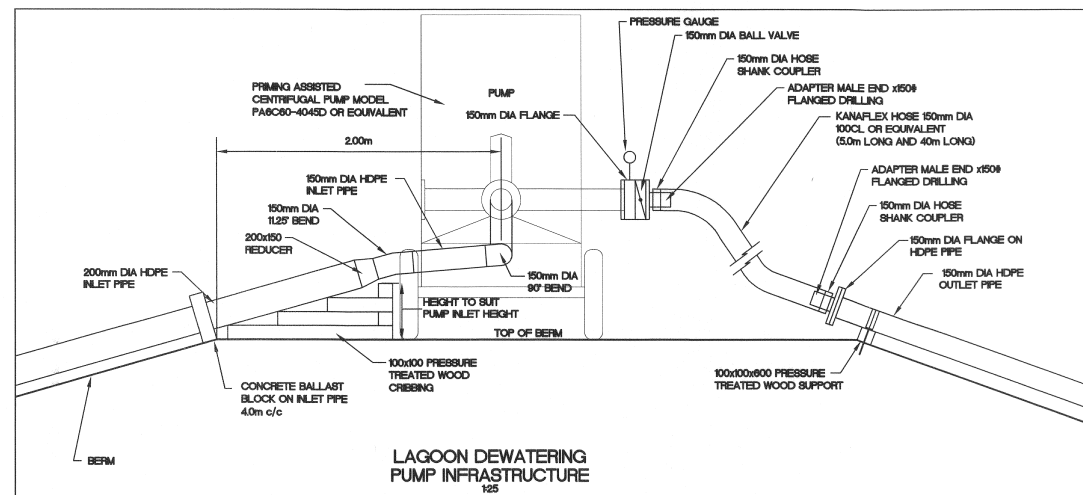 PRESSURE GAUGE
150mm DIA BALL VALVE
150mm DIA HOSE
SHANK COUPLER
PRIMING ASSISTED
CENTRIFUGAL PUMP MODEL
PA6C60-4045D OR EQUIVALENT
PUMP
150mm DIA FLANGE
ADAPTER MALE END x150#
FLANGED DRILLING
KANAFLEX HOSE 150mm DIA
100CL OR EQUIVALENT
(5.0m LONG AND 40m LONG)
2.00m
ADAPTER MALE END x150#
FLANGED DRILLING
150mm DIA HOSE
SHANK COUPLER
150mm DIA FLANGE ON
HDPE PIPE
150mm DIA HDPE
OUTLET PIPE
150mm DIA HDPE
INLET PIPE
150mm DIA
11.25° BEND
200x150
REDUCER
200mm DIA HDPE
INLET PIPE
150mm DIA
90° BEND
HEIGHT TO SUIT
PUMP INLET HEIGHT
TOP OF BERM
100x100 PRESSURE
TREATED WOOD
CRIBBING
100x100x600 PRESSURE
TREATED WOOD SUPPORT
CONCRETE BALLAST
BLOCK ON INLET PIPE
4.0m c/c
BERM
LAGOON DEWATERING
PUMP INFRASTRUCTURE
1:25